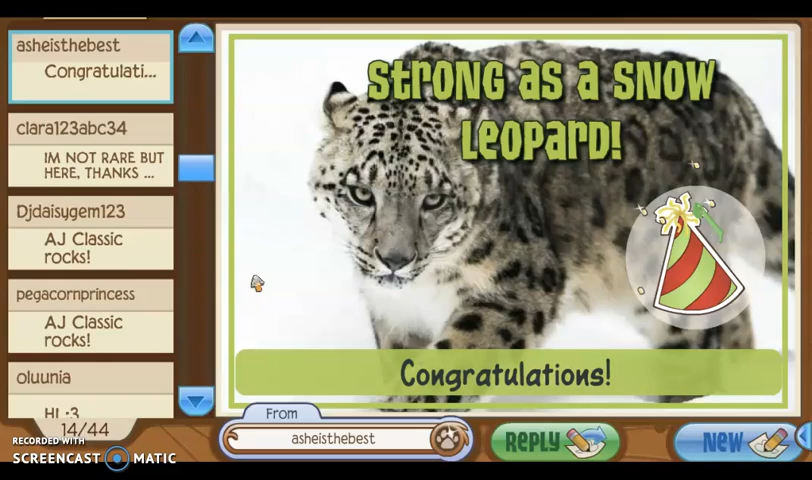 asheisthebest
Congratulati...
clara123abc34
IM NOT RARE BUT
HERE, THANKS ...
Djdaisygem123
AJ Classic
rocks!
pegacornprincess
AJ Classic
rocks!
oluunia
14/44
RECORDED WITH
SCREENCAST MATIC
STRONG AS A SNOW
LEOPARD!
Congratulations!
From
asheisthebest
REPLY
NEW